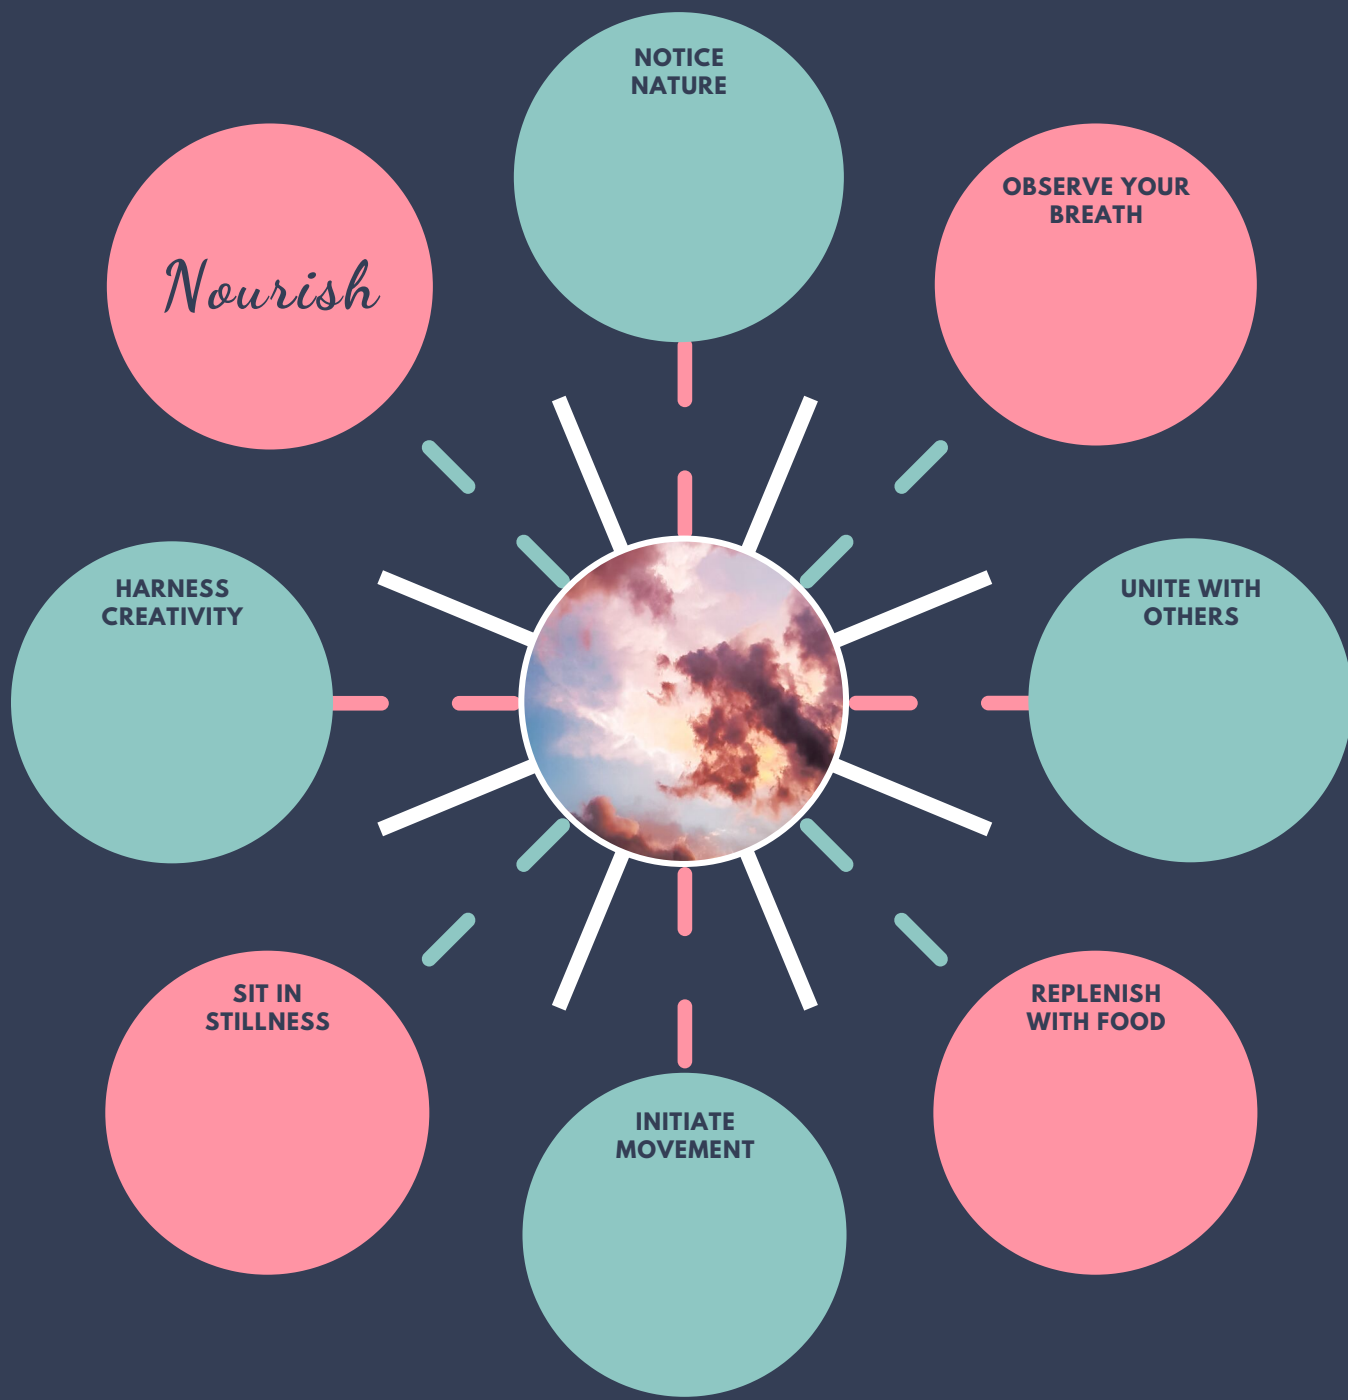 Nourish
NOTICE
NATURE
OBSERVE YOUR
BREATH
UNITE WITH
OTHERS
REPLENISH
WITH FOOD
INITIATE
MOVEMENT
SIT IN
STILLNESS
HARNESS
CREATIVITY